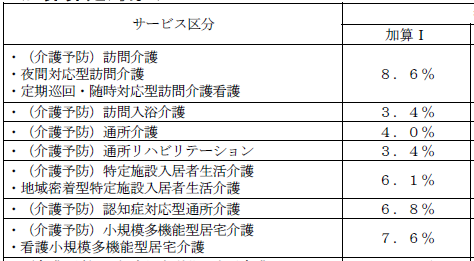 サービス区分
加算Ⅰ
・（介護予防）訪問介護
・夜間対応型訪問介護
・定期巡回・随時対応型訪問介護看護
８．６％
・（介護予防）訪問入浴介護
３．４％
・（介護予防）通所介護
４．０％
・（介護予防）通所リハビリテーション
３．４％
・（介護予防）特定施設入居者生活介護
・地域密着型特定施設入居者生活介護
６．１％
・（介護予防）認知症対応型通所介護
６．８％
・（介護予防）小規模多機能型居宅介護
・看護小規模多機能型居宅介護
７．６％